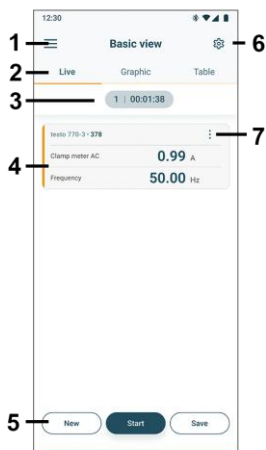 12:30
1 Basic view 6
2 Live Graphic Table
3 1 | 00:01:38
testo 770-3 • 378 7
4 Clamp meter AC 0.99 A
Frequency 50.00 Hz
5 New Start Save